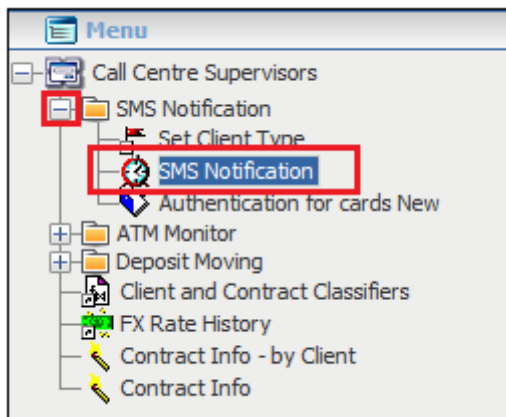 Menu
Call Centre Supervisors
SMS Notification
Set Client Type
SMS Notification
Authentication for cards New
ATM Monitor
Deposit Moving
Client and Contract Classifiers
FX Rate History
Contract Info - by Client
Contract Info